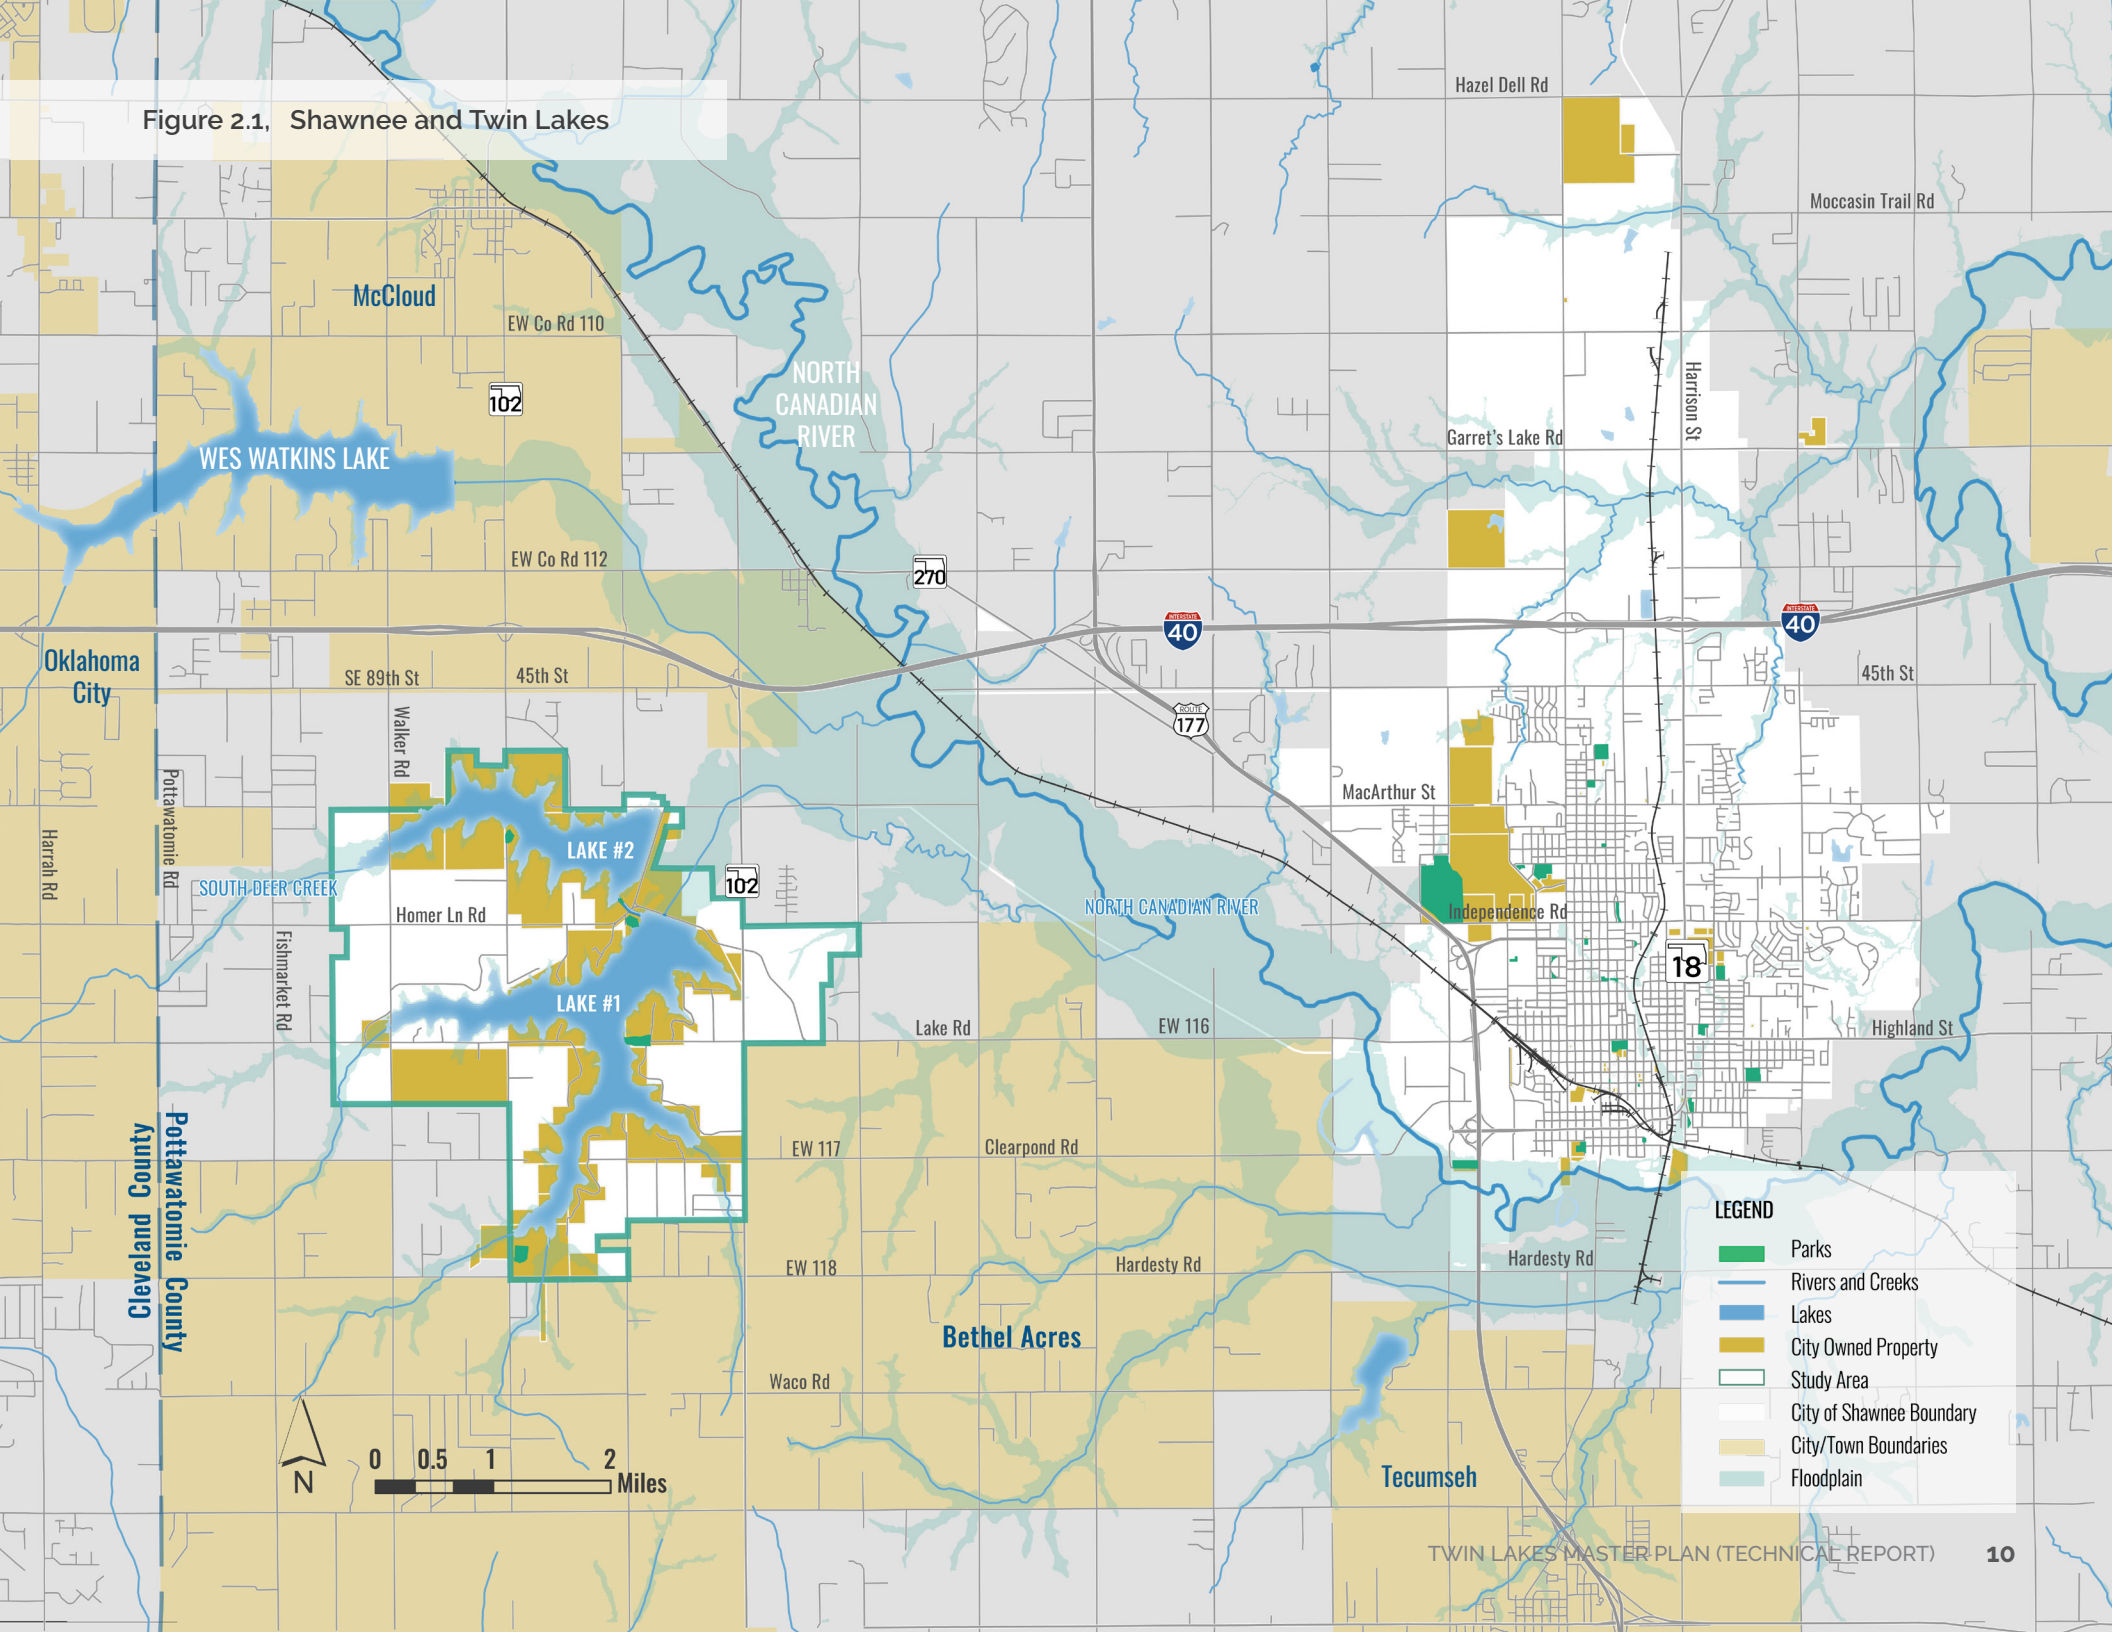 Hazel Dell Rd
Figure 2.1,   Shawnee and Twin Lakes
Moccasin Trail Rd
McCloud
EW Co Rd 110
NORTH
CANADIAN
RIVER
102
Harrison St
Garret's Lake Rd
WES WATKINS LAKE
EW Co Rd 112
270
INTERSTATE
40
INTERSTATE
40
Oklahoma
City
SE 89th St
45th St
45th St
ROUTE
177
Walker Rd
Pottawatomie Rd
MacArthur St
Harrah Rd
LAKE #2
102
SOUTH DEER CREEK
Homer Ln Rd
NORTH CANADIAN RIVER
Independence Rd
Fishmarket Rd
18
LAKE #1
Lake Rd
EW 116
Highland St
Cleveland County
Pottawatomie County
EW 117
Clearpond Rd
EW 118
Hardesty Rd
Hardesty Rd
Bethel Acres
Waco Rd
Tecumseh
N
0 0.5 1 2
Miles
LEGEND
Parks
Rivers and Creeks
Lakes
City Owned Property
Study Area
City of Shawnee Boundary
City/Town Boundaries
Floodplain
TWIN LAKES MASTER PLAN (TECHNICAL REPORT) 10